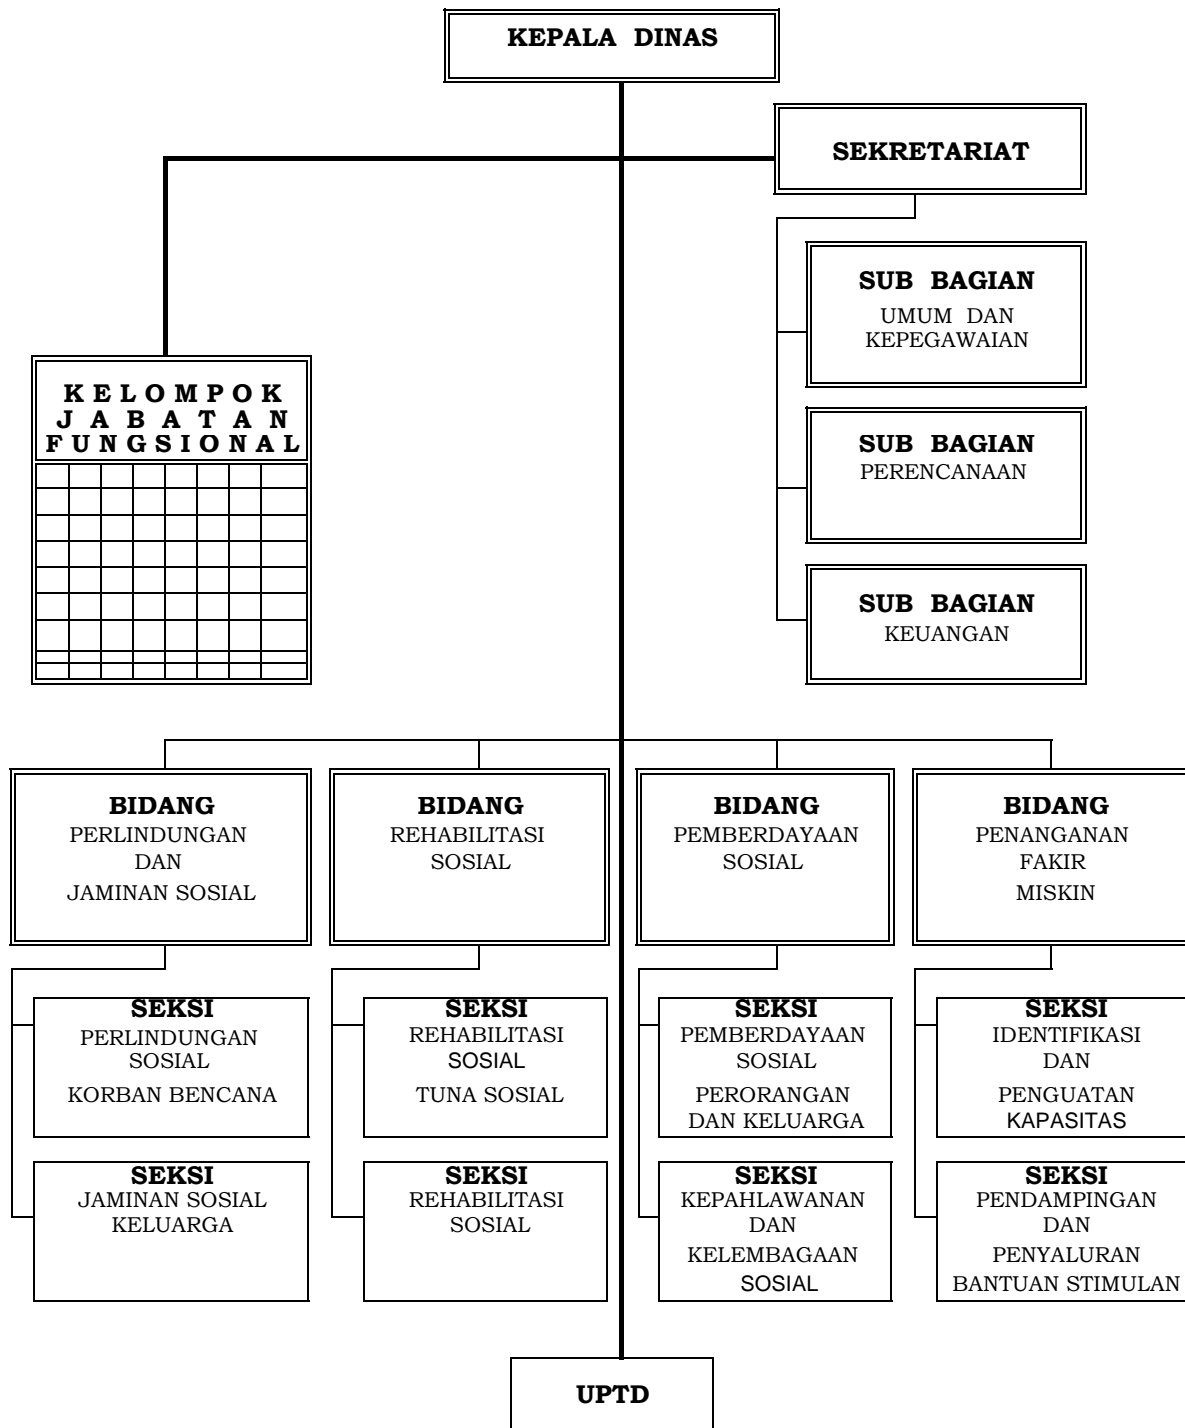 KEPALA DINAS
SEKRETARIAT
SUB BAGIAN
UMUM DAN
KEPEGAWAIAN
KELOMPOK
JABATAN
FUNGSIONAL
SUB BAGIAN
PERENCANAAN
SUB BAGIAN
KEUANGAN
BIDANG
PERLINDUNGAN
DAN
JAMINAN SOSIAL
BIDANG
REHABILITASI
SOSIAL
BIDANG
PEMBERDAYAAN
SOSIAL
BIDANG
PENANGANAN
FAKIR
MISKIN
SEKSI
PERLINDUNGAN
SOSIAL
KORBAN BENCANA
SEKSI
REHABILITASI
SOSIAL
TUNA SOSIAL
SEKSI
PEMBERDAYAAN
SOSIAL
PERORANGAN
DAN KELUARGA
SEKSI
IDENTIFIKASI
DAN
PENGUATAN
KAPASITAS
SEKSI
JAMINAN SOSIAL
KELUARGA
SEKSI
REHABILITASI
SOSIAL
SEKSI
KEPAHLAWANAN
DAN
KELEMBAGAAN
SOSIAL
SEKSI
PENDAMPINGAN
DAN
PENYALURAN
BANTUAN STIMULAN
UPTD